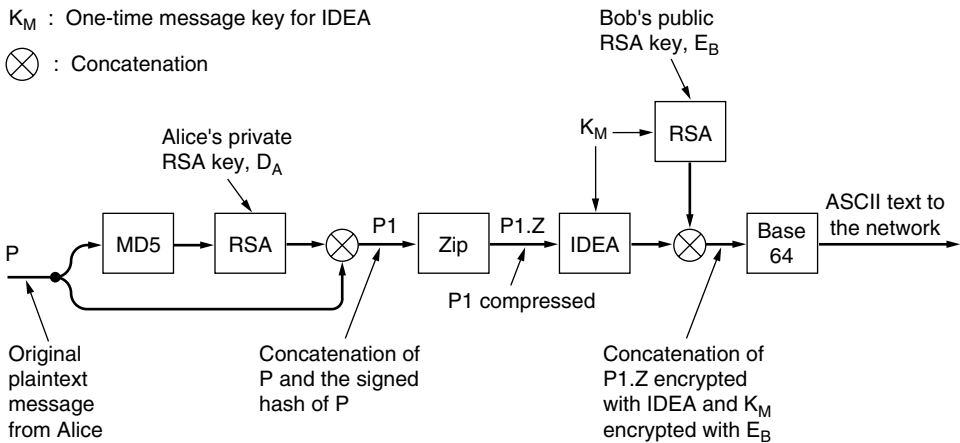 K_M : One-time message key for IDEA
: Concatenation
Bob's public
RSA key, E_B
Alice's private
RSA key, D_A
K_M
RSA
P
MD5
RSA
P1
Zip
P1.Z
IDEA
Base
64
ASCII text to
the network
P1 compressed
Original
plaintext
message
from Alice
Concatenation of
P and the signed
hash of P
Concatenation of
P1.Z encrypted
with IDEA and K_M
encrypted with E_B